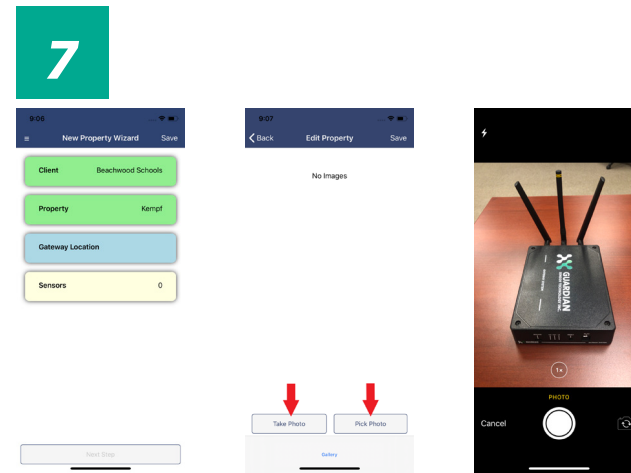 7
9:06
New Property Wizard
Save
Client
Beachwood Schools
Property
Kempf
Gateway Location
Sensors
0
Next Step
9:07
Back
Edit Property
Save
No Images
Take Photo
Pick Photo
Gallery
GUARDIAN
1×
PHOTO
Cancel